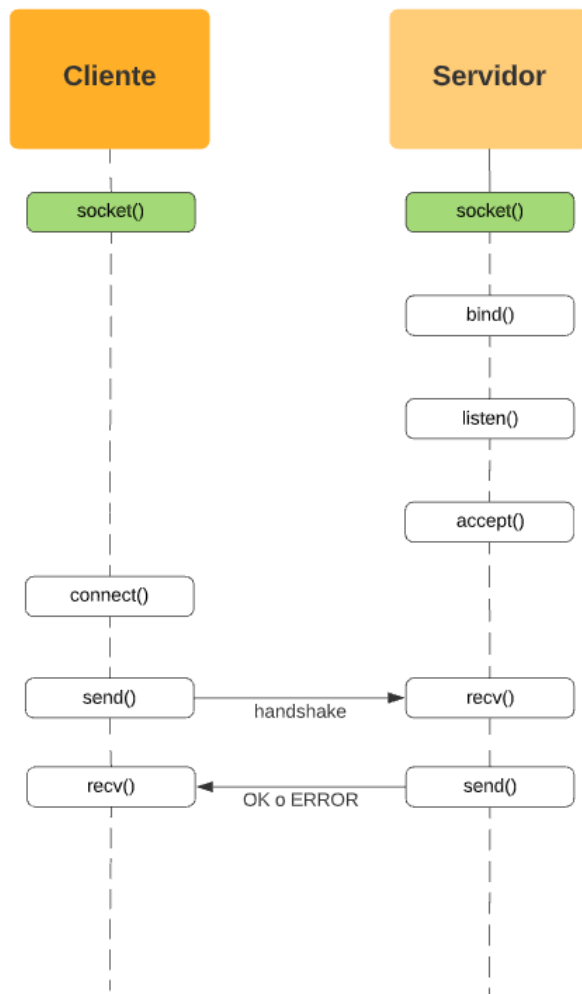 Cliente
Servidor
socket()
socket()
bind()
listen()
accept()
connect()
send()
handshake
recv()
recv()
OK o ERROR
send()